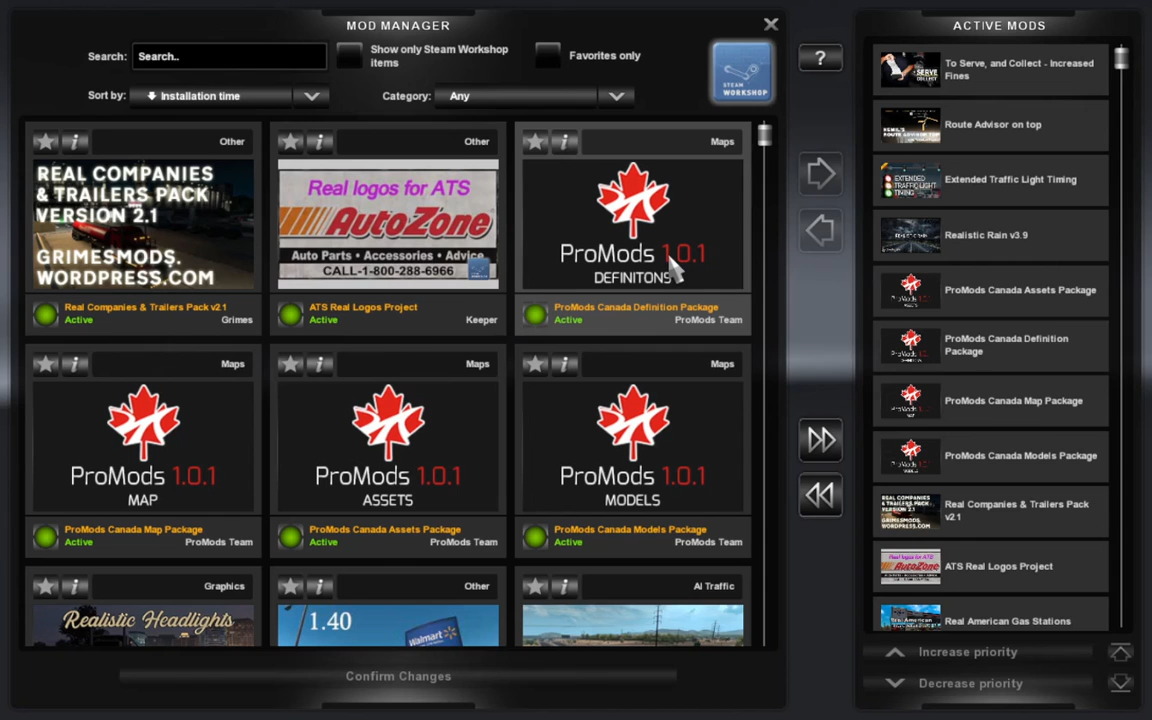 MOD MANAGER
Search:
Search..
Show only Steam Workshop
items
Favorites only
STEAM
WORKSHOP
Sort by:
Installation time
Category:
Any
Other
REAL COMPANIES
& TRAILERS PACK
VERSION 2.1
GRIMESMODS.
WORDPRESS.COM
Real Companies & Trailers Pack v2.1
Active
Grimes
Other
Real logos for ATS
AutoZone
Auto Parts • Accessories • Advice
CALL-1-800-288-6966
ATS Real Logos Project
Active
Keeper
Maps
ProMods 1.0.1
DEFINITONS
ProMods Canada Definition Package
Active
ProMods Team
Maps
ProMods 1.0.1
MAP
ProMods Canada Map Package
Active
ProMods Team
Maps
ProMods 1.0.1
ASSETS
ProMods Canada Assets Package
Active
ProMods Team
Maps
ProMods 1.0.1
MODELS
ProMods Canada Models Package
Active
ProMods Team
Graphics
Realistic Headlights
Other
1.40
Walmart
AI Traffic
Confirm Changes
?
ACTIVE MODS
To Serve, and Collect - Increased
Fines
Route Advisor on top
Extended Traffic Light Timing
Realistic Rain v3.9
ProMods Canada Assets Package
ProMods Canada Definition
Package
ProMods Canada Map Package
ProMods Canada Models Package
Real Companies & Trailers Pack
v2.1
ATS Real Logos Project
Real American Gas Stations
Increase priority
Decrease priority